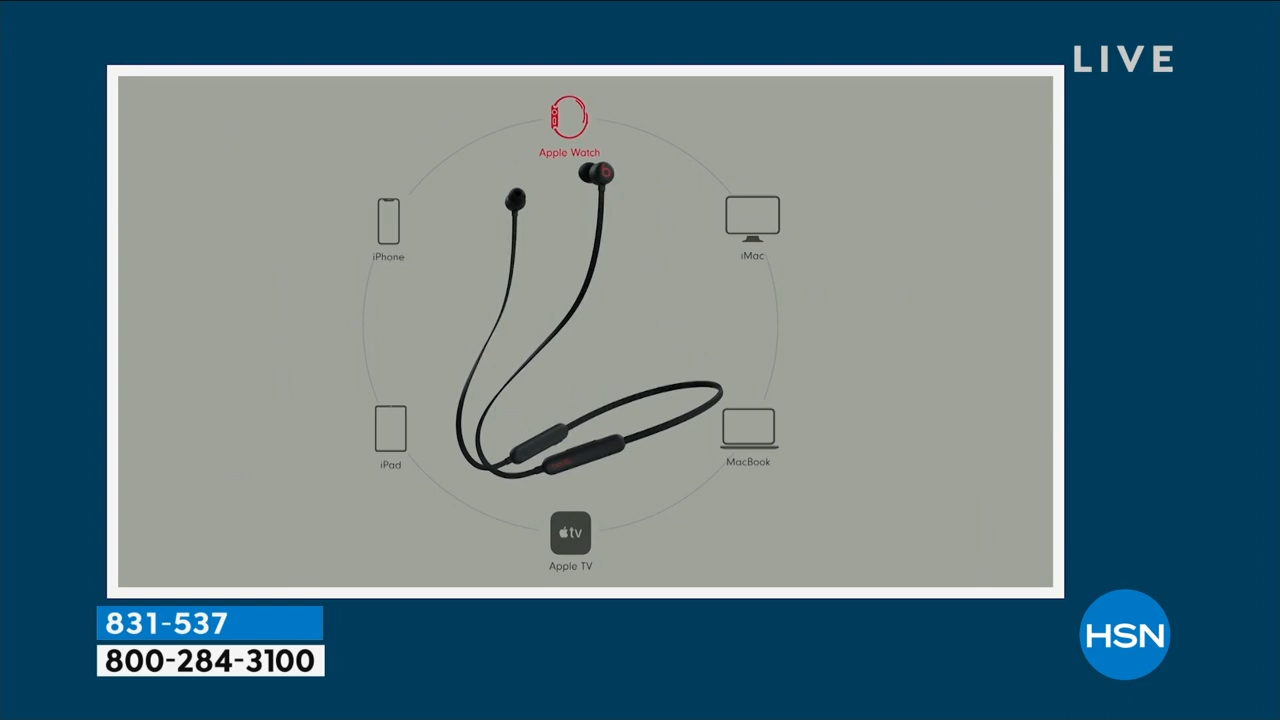 LIVE
Apple Watch
iPhone
iMac
iPad
MacBook
tv
Apple TV
831-537
800-284-3100
HSN